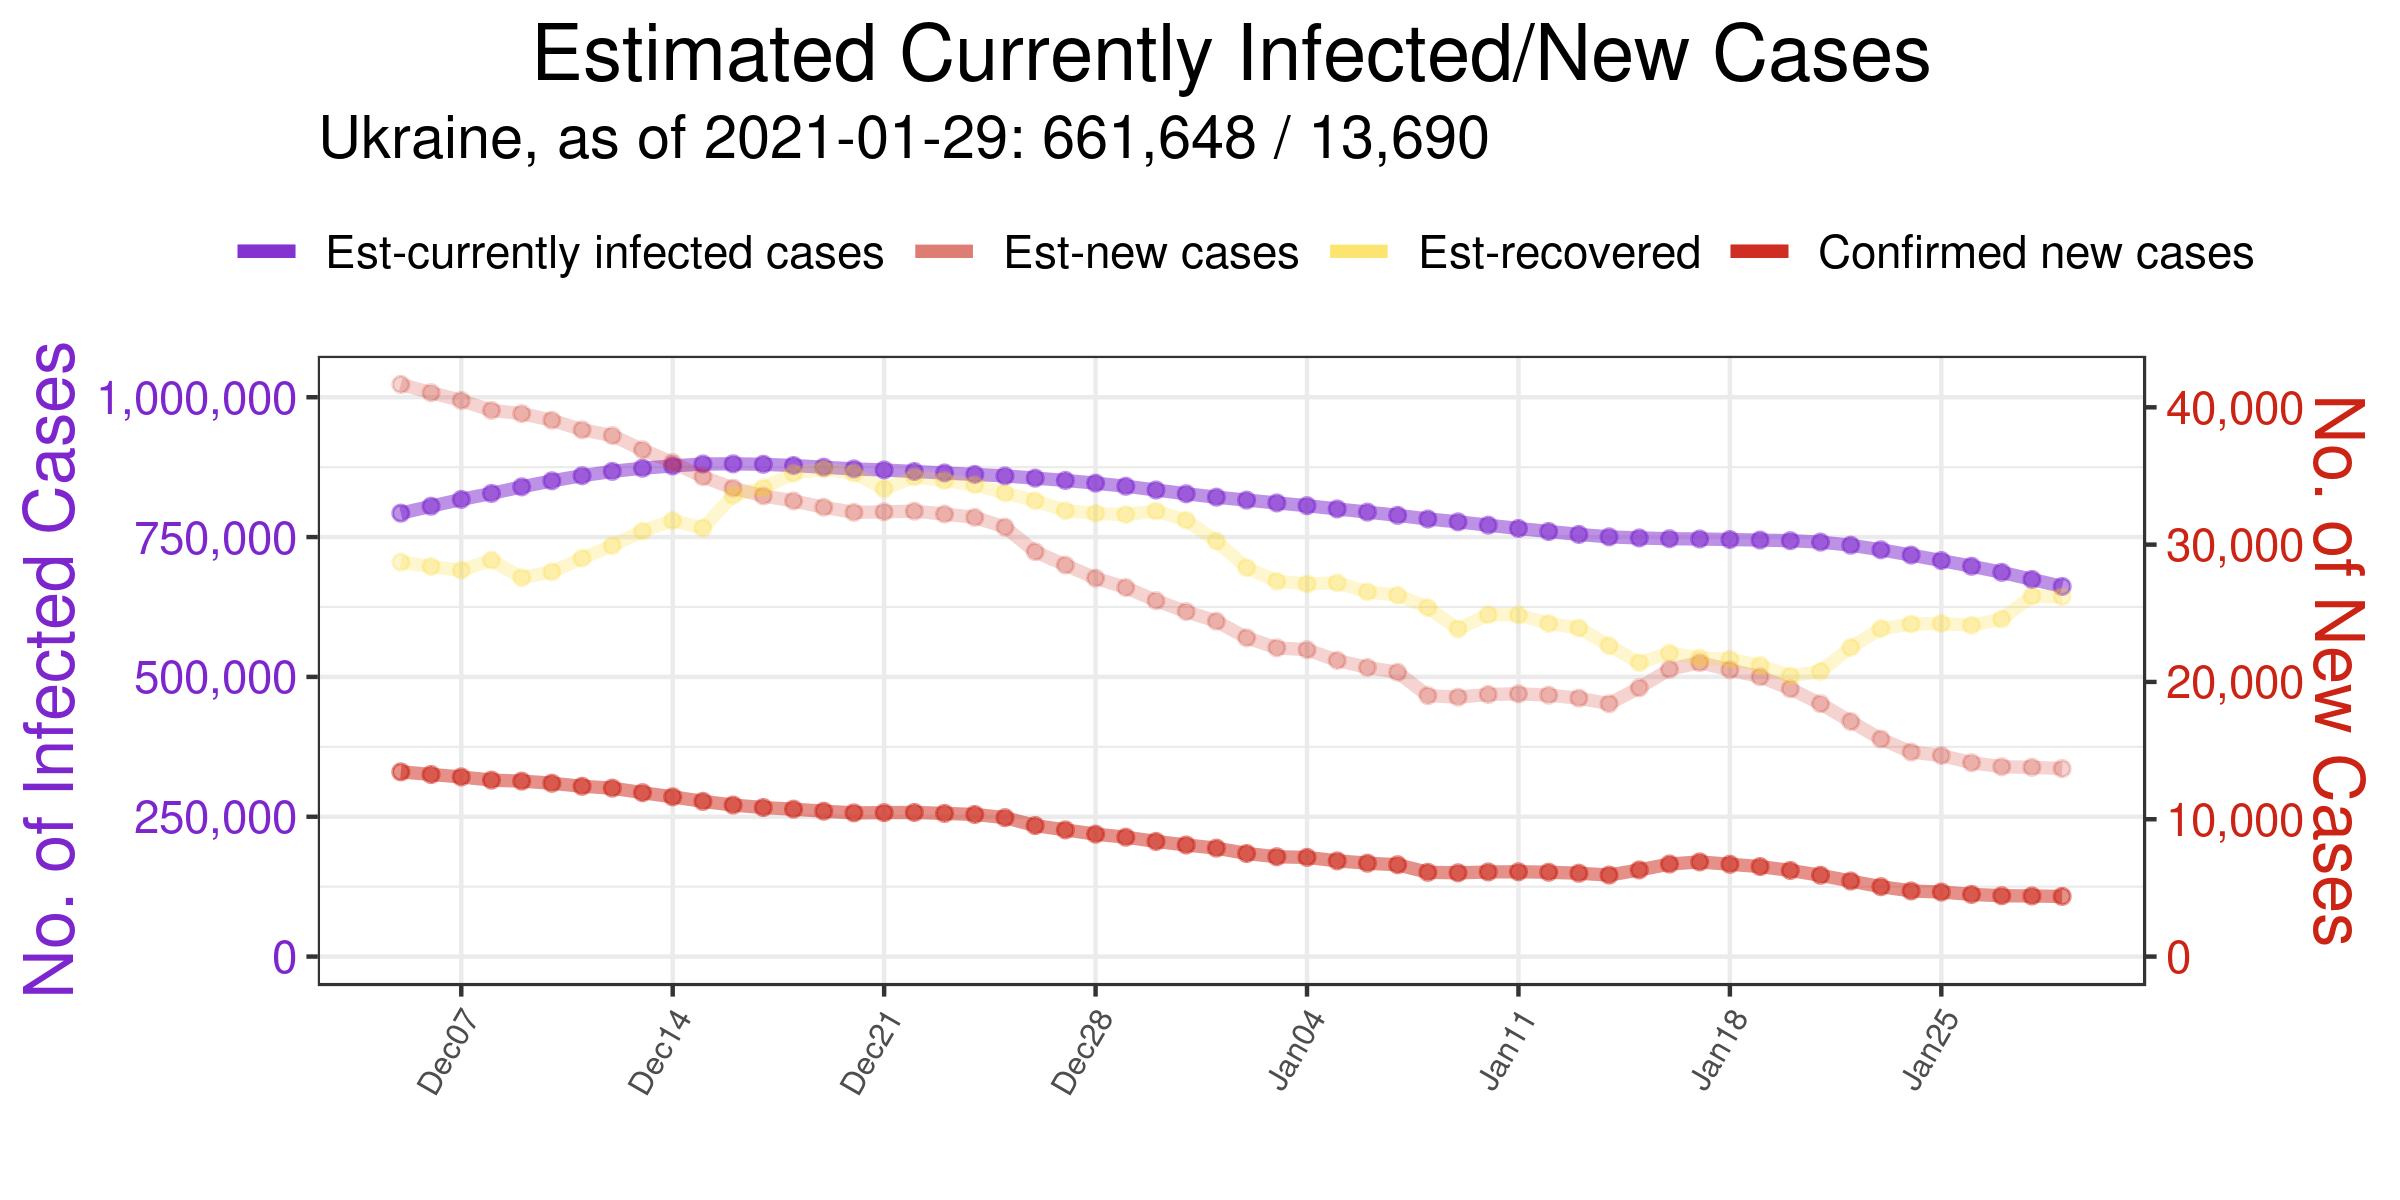 Estimated Currently Infected/New Cases
Ukraine, as of 2021-01-29: 661,648 / 13,690
Est-currently infected cases Est-new cases Est-recovered Confirmed new cases
No. of Infected Cases
1,000,000
750,000
500,000
250,000
0
40,000
30,000
20,000
10,000
0
No. of New Cases
Dec07 Dec14 Dec21 Dec28 Jan04 Jan11 Jan18 Jan25